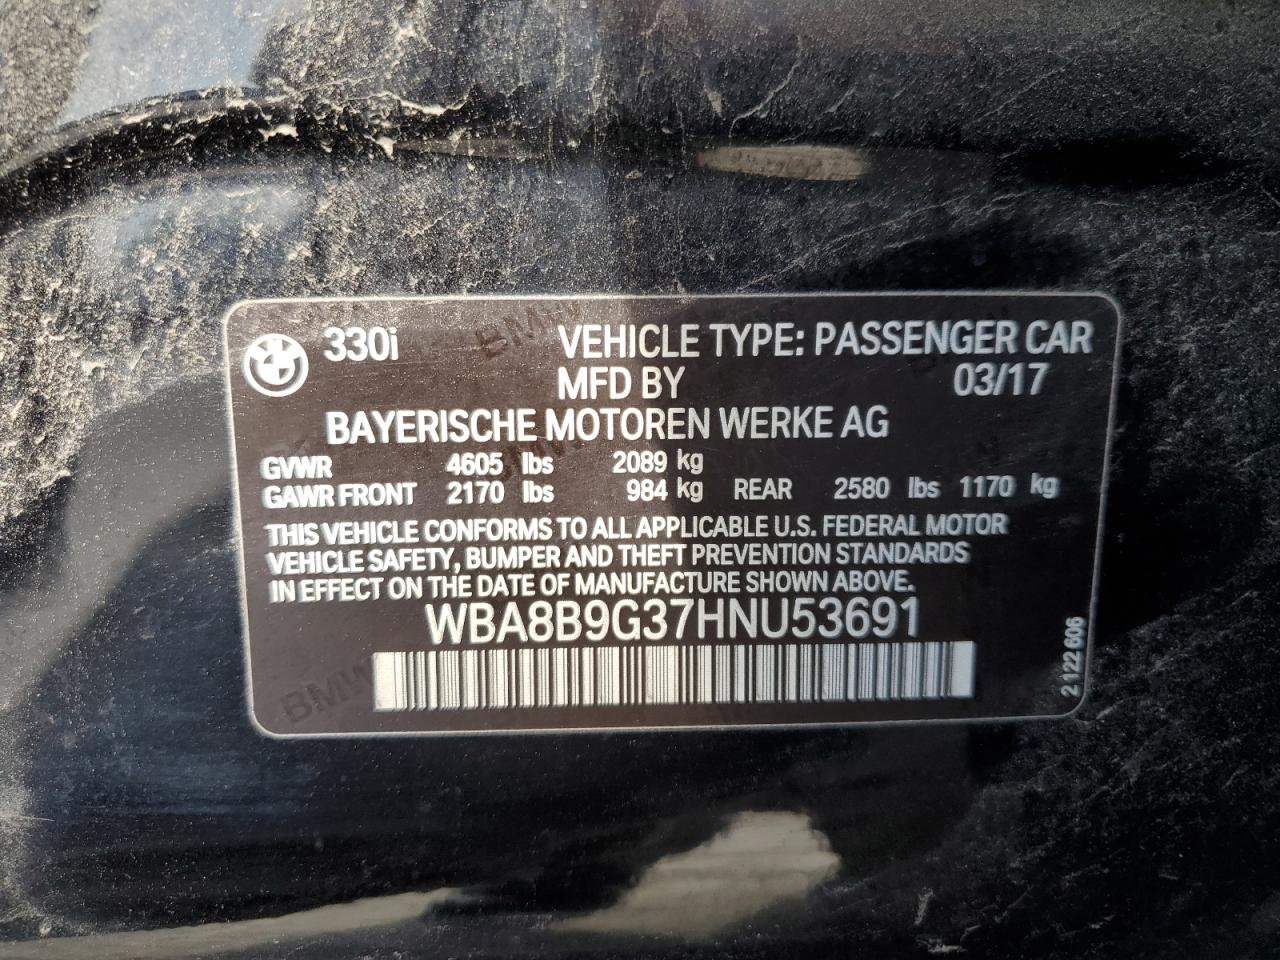 330i VEHICLE TYPE: PASSENGER CAR
MFD BY 03/17
BAYERISCHE MOTOREN WERKE AG
GVWR 4605 lbs 2089 kg
GAWR FRONT 2170 lbs 984 kg REAR 2580 lbs 1170 kg
THIS VEHICLE CONFORMS TO ALL APPLICABLE U.S. FEDERAL MOTOR
VEHICLE SAFETY, BUMPER AND THEFT PREVENTION STANDARDS
IN EFFECT ON THE DATE OF MANUFACTURE SHOWN ABOVE.
WBA8B9G37HNU53691
2 122 606